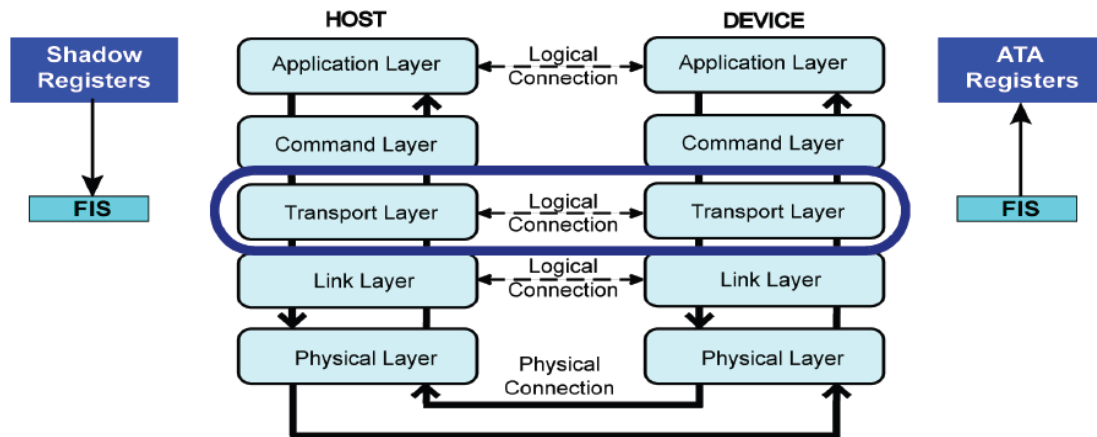 HOST
DEVICE
Shadow
Registers
FIS
Application Layer
Logical
Connection
Application Layer
ATA
Registers
FIS
Command Layer
Command Layer
Transport Layer
Logical
Connection
Transport Layer
Link Layer
Logical
Connection
Link Layer
Physical Layer
Physical
Connection
Physical Layer